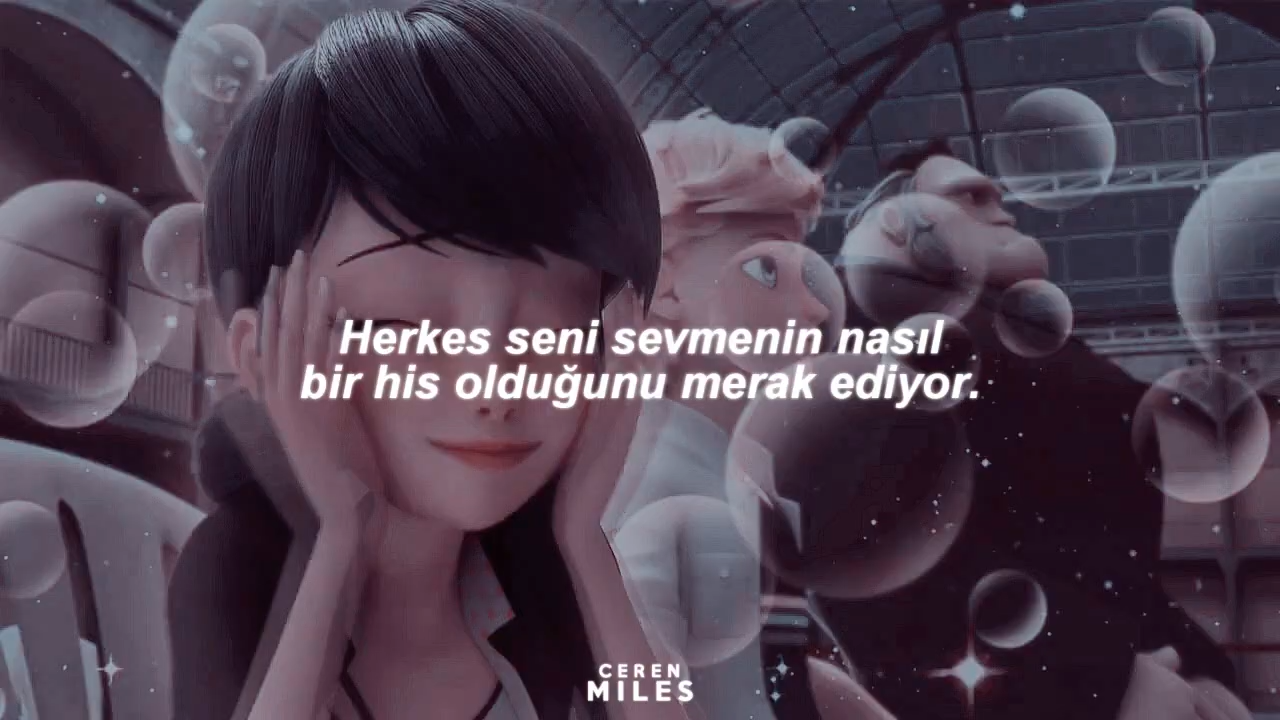 Herkes seni sevmenin nasıl
bir his olduğunu merak ediyor.
CEREN
MILES